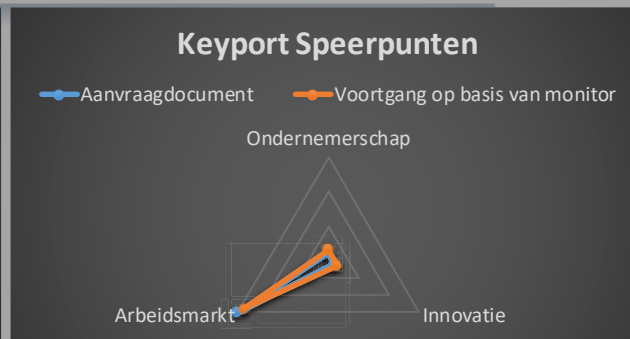 Keyport Speerpunten
Aanvraagdocument Voortgang op basis van monitor
Ondernemerschap
Arbeidsmarkt Innovatie